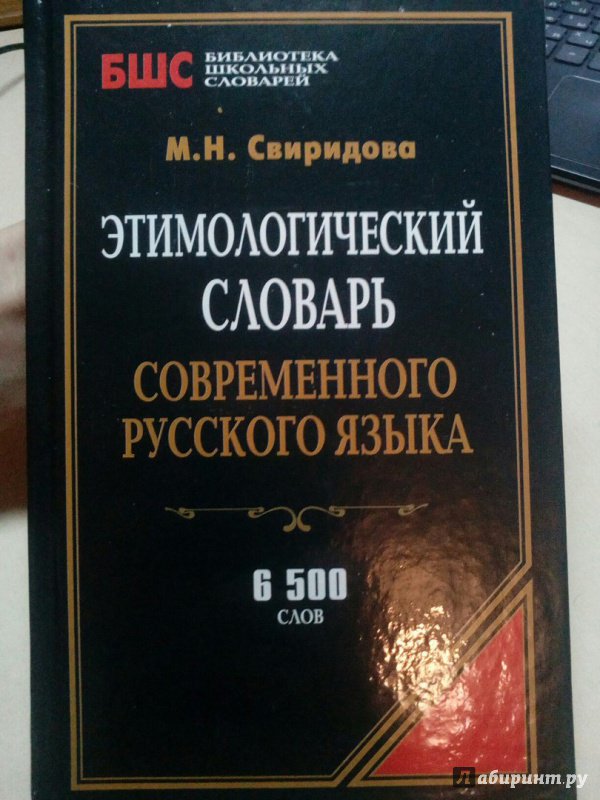 БШС
БИБЛИОТЕКА
ШКОЛЬНЫХ
СЛОВАРЕЙ
М.Н. Свиридова
ЭТИМОЛОГИЧЕСКИЙ
СЛОВАРЬ
СОВРЕМЕННОГО
РУССКОГО ЯЗЫКА
6 500
СЛОВ
Лабиринт.ру